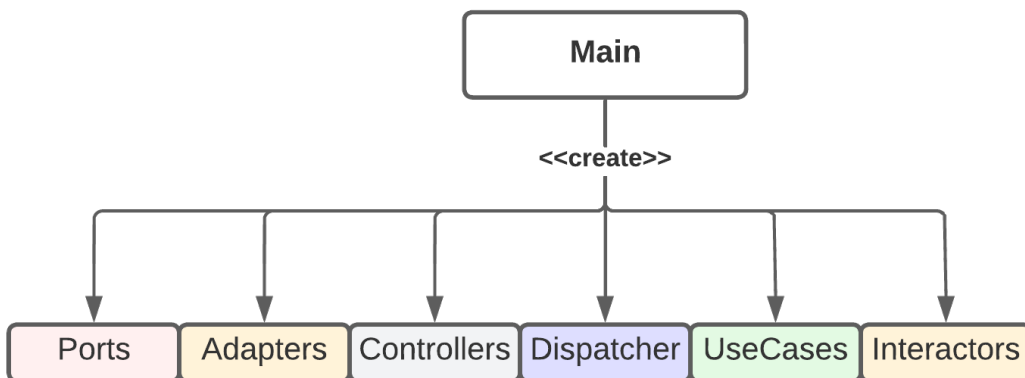 Main
<<create>>
Ports
Adapters
Controllers
Dispatcher
UseCases
Interactors